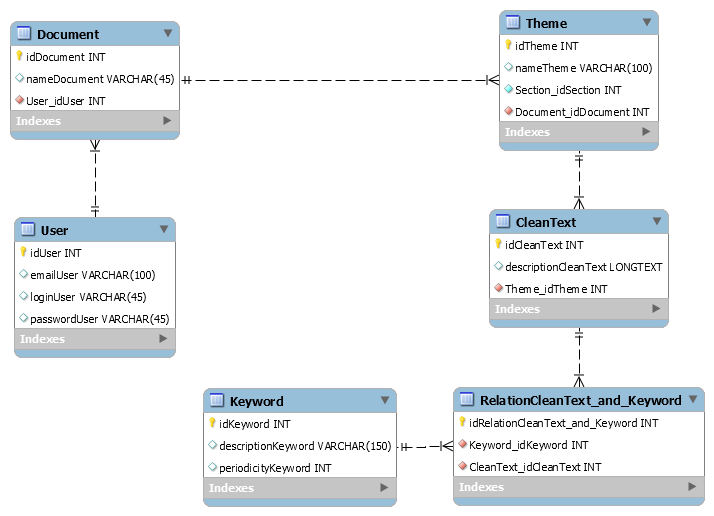 Document
idDocument INT
nameDocument VARCHAR(45)
User_idUser INT
Indexes
Theme
idTheme INT
nameTheme VARCHAR(100)
Section_idSection INT
Document_idDocument INT
Indexes
User
idUser INT
emailUser VARCHAR(100)
loginUser VARCHAR(45)
passwordUser VARCHAR(45)
Indexes
CleanText
idCleanText INT
descriptionCleanText LONGTEXT
Theme_idTheme INT
Indexes
Keyword
idKeyword INT
descriptionKeyword VARCHAR(150)
periodicityKeyword INT
Indexes
RelationCleanText_and_Keyword
idRelationCleanText_and_Keyword INT
Keyword_idKeyword INT
CleanText_idCleanText INT
Indexes